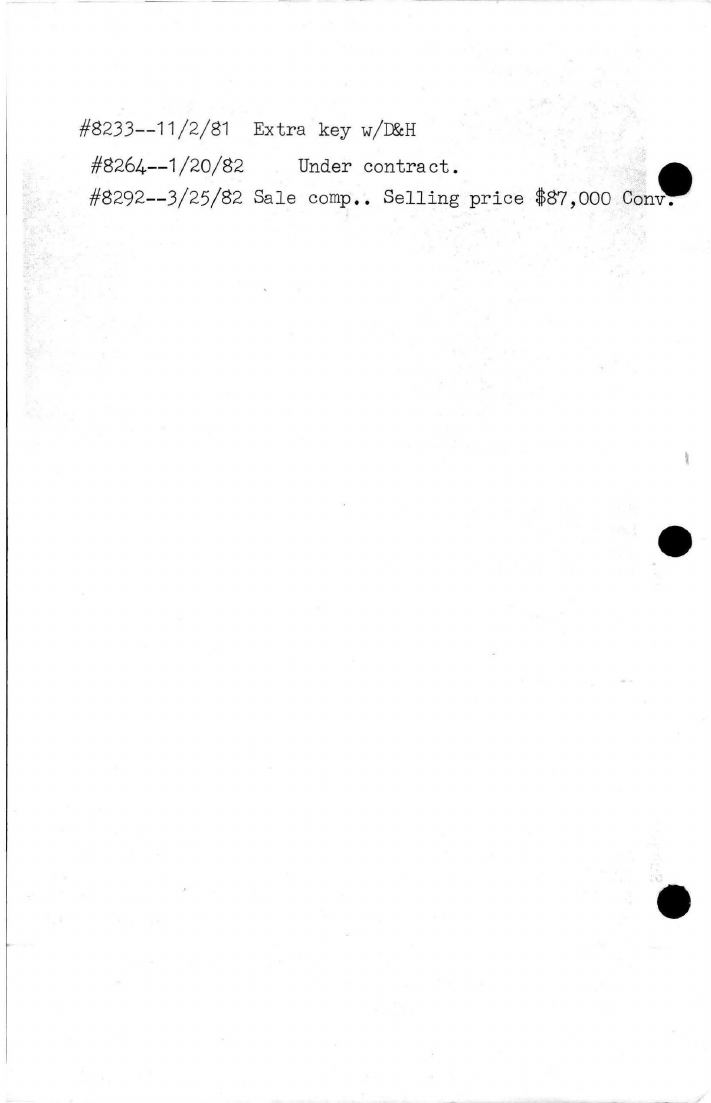 #8233--11/2/81 Extra key w/D&H
#8264--1/20/82 Under contract.
#8292--3/25/82 Sale comp.. Selling price $87,000 Conv.